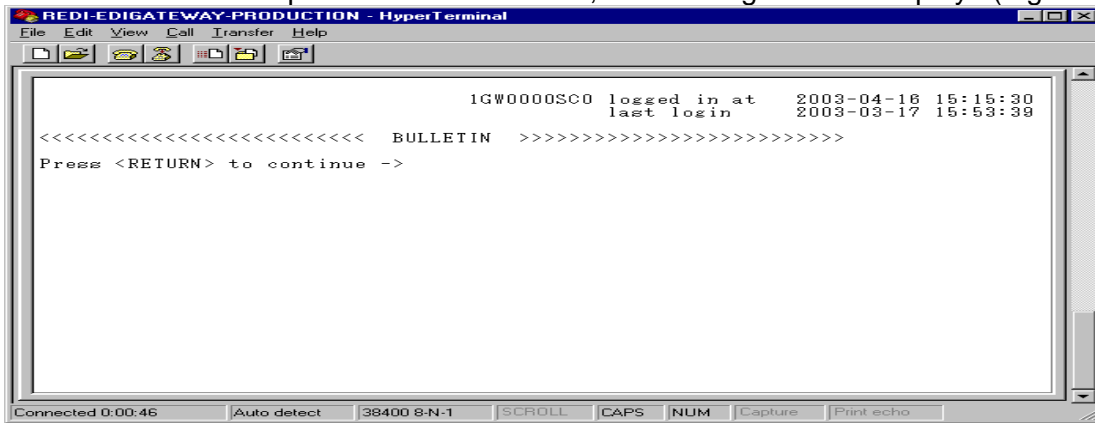 REDI-EDIGATEWAY-PRODUCTION - HyperTerminal
File Edit View Call Transfer Help
1GW0000SC0 logged in at 2003-04-16 15:15:30
last login 2003-03-17 15:53:39
<<<<<<<<<<<<<<<<<<<<<<<<<< BULLETIN >>>>>>>>>>>>>>>>>>>>>>>>>>
Press <RETURN> to continue ->
Connected 0:00:46 Auto detect 38400 8-N-1 SCROLL CAPS NUM Capture Print echo